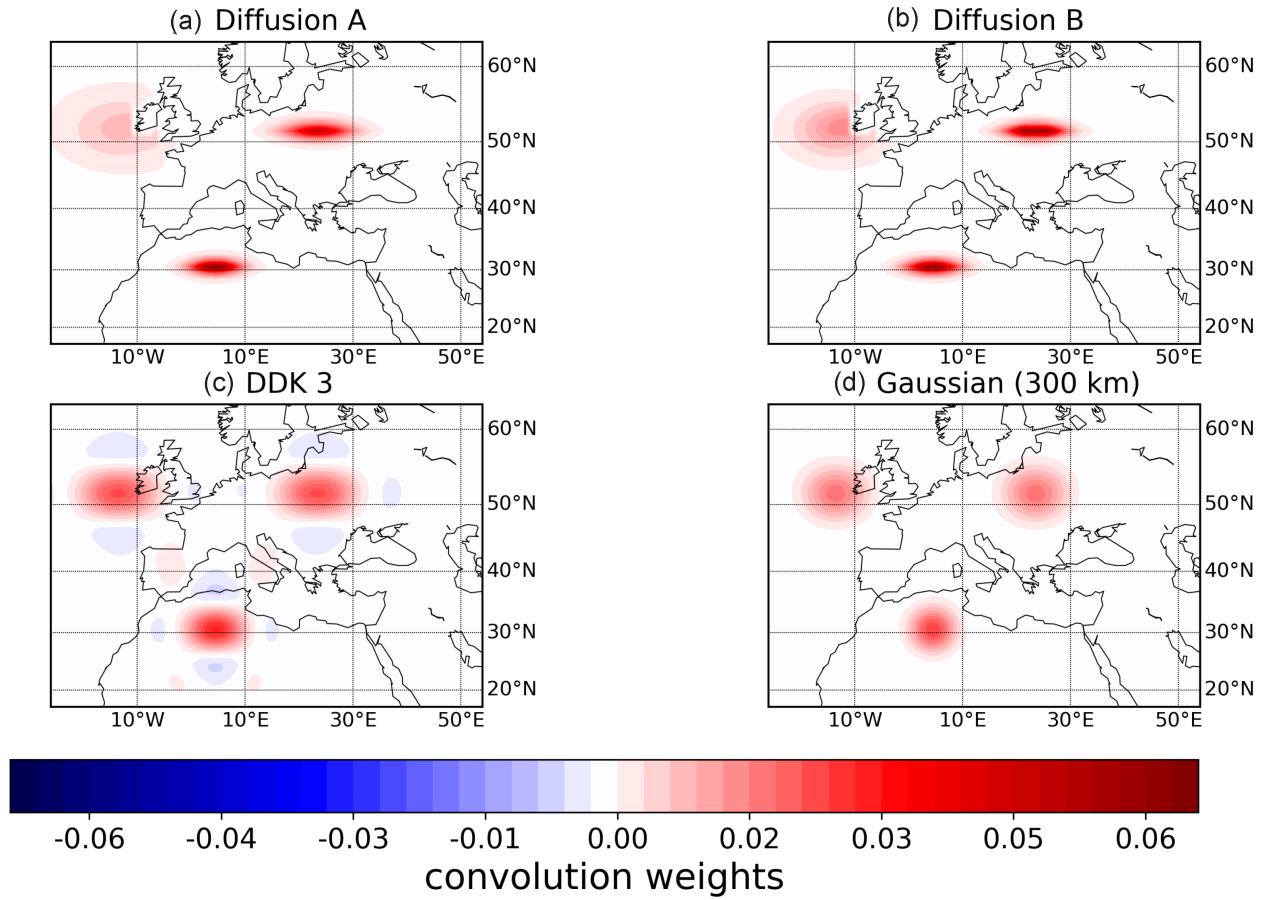 (a) Diffusion A
(b) Diffusion B
60°N
50°N
40°N
30°N
20°N
10°W 10°E 30°E 50°E
60°N
50°N
40°N
30°N
20°N
10°W 10°E 30°E 50°E
(c) DDK 3
(d) Gaussian (300 km)
60°N
50°N
40°N
30°N
20°N
10°W 10°E 30°E 50°E
60°N
50°N
40°N
30°N
20°N
10°W 10°E 30°E 50°E
-0.06 -0.04 -0.03 -0.01 0.00 0.02 0.03 0.05 0.06
convolution weights